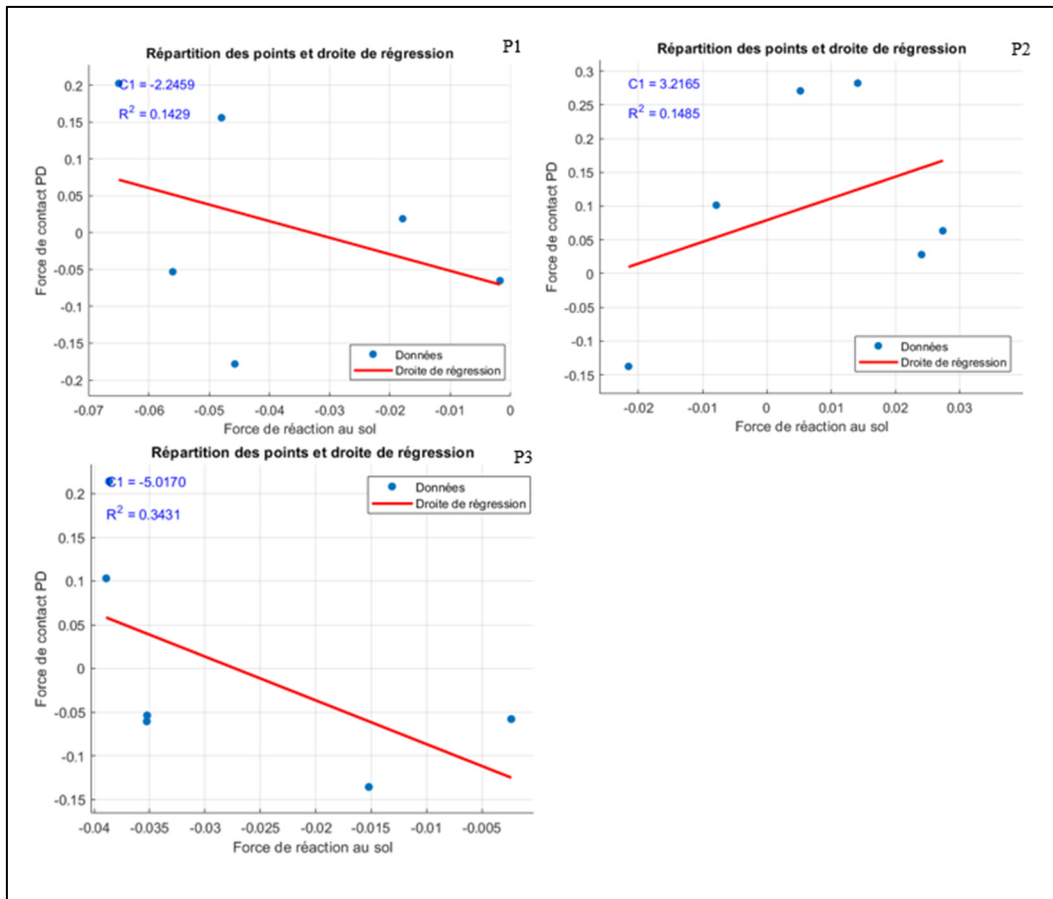 Répartition des points et droite de régression
P1
C1 = -2.2459
R² = 0.1429
Force de contact PD
0.2
0.15
0.1
0.05
0
-0.05
-0.1
-0.15
-0.2
Données
Droite de régression
-0.07 -0.06 -0.05 -0.04 -0.03 -0.02 -0.01 0
Force de réaction au sol
Répartition des points et droite de régression
P2
C1 = 3.2165
R² = 0.1485
Force de contact PD
0.3
0.25
0.2
0.15
0.1
0.05
0
-0.05
-0.1
-0.15
Données
Droite de régression
-0.02 -0.01 0 0.01 0.02 0.03
Force de réaction au sol
Répartition des points et droite de régression
P3
C1 = -5.0170
R² = 0.3431
Données
Droite de régression
Force de contact PD
0.2
0.15
0.1
0.05
0
-0.05
-0.1
-0.15
-0.04 -0.035 -0.03 -0.025 -0.02 -0.015 -0.01 -0.005
Force de réaction au sol